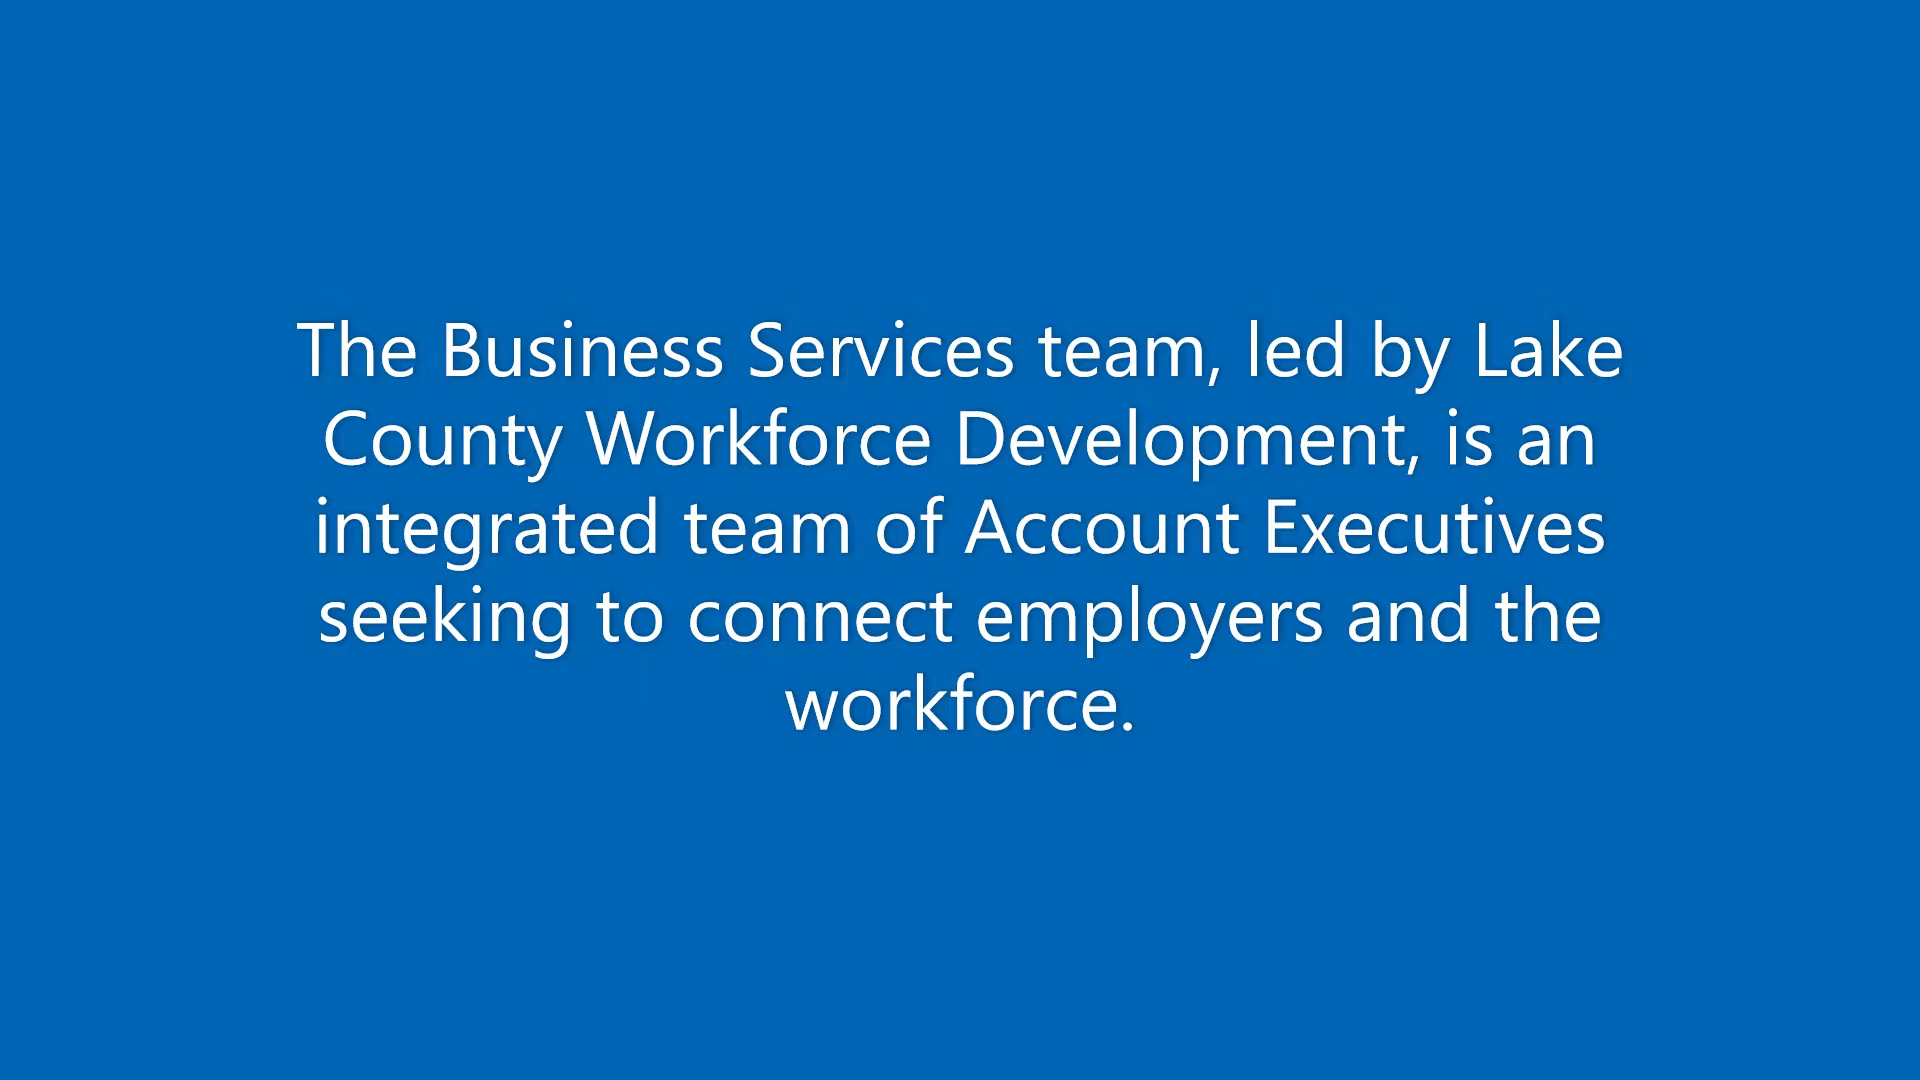 The Business Services team, led by Lake
County Workforce Development, is an
integrated team of Account Executives
seeking to connect employers and the
workforce.